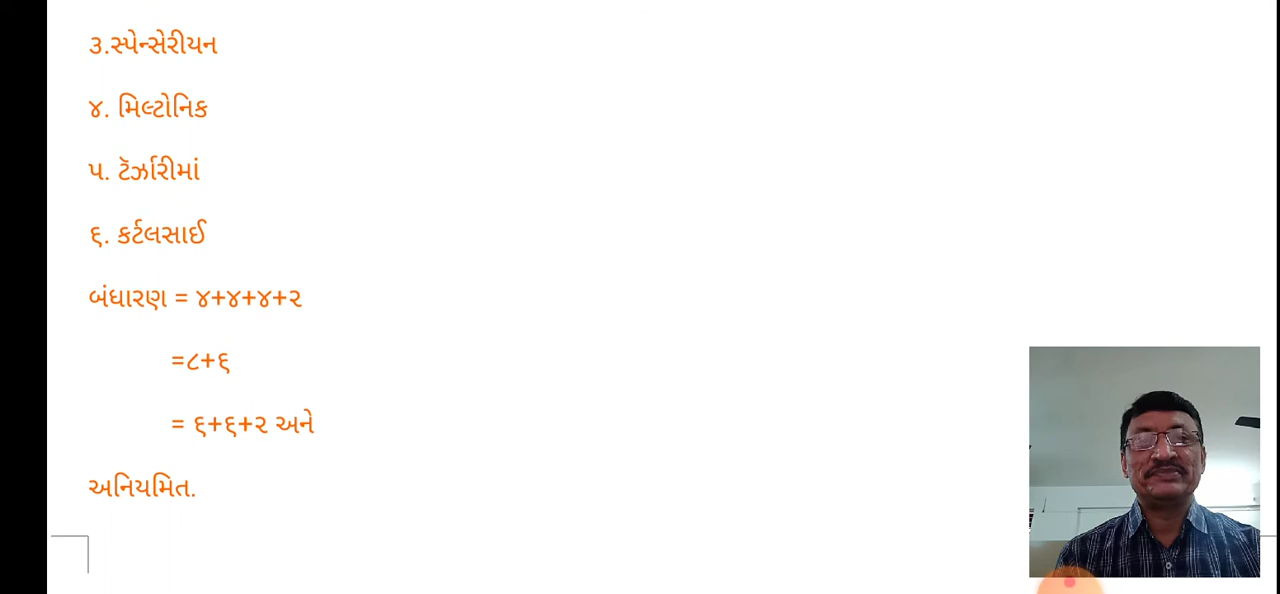 ૩.સ્પેન્સેરીયન
૪. મિલ્ટોનિક
૫. ટૅર્ઝારીમાં
૬. કર્ટલસાઈ
બંધારણ = ૪+૪+૪+૨
=૮+૬
= ૬+૬+૨ અને
અનિયમિત.